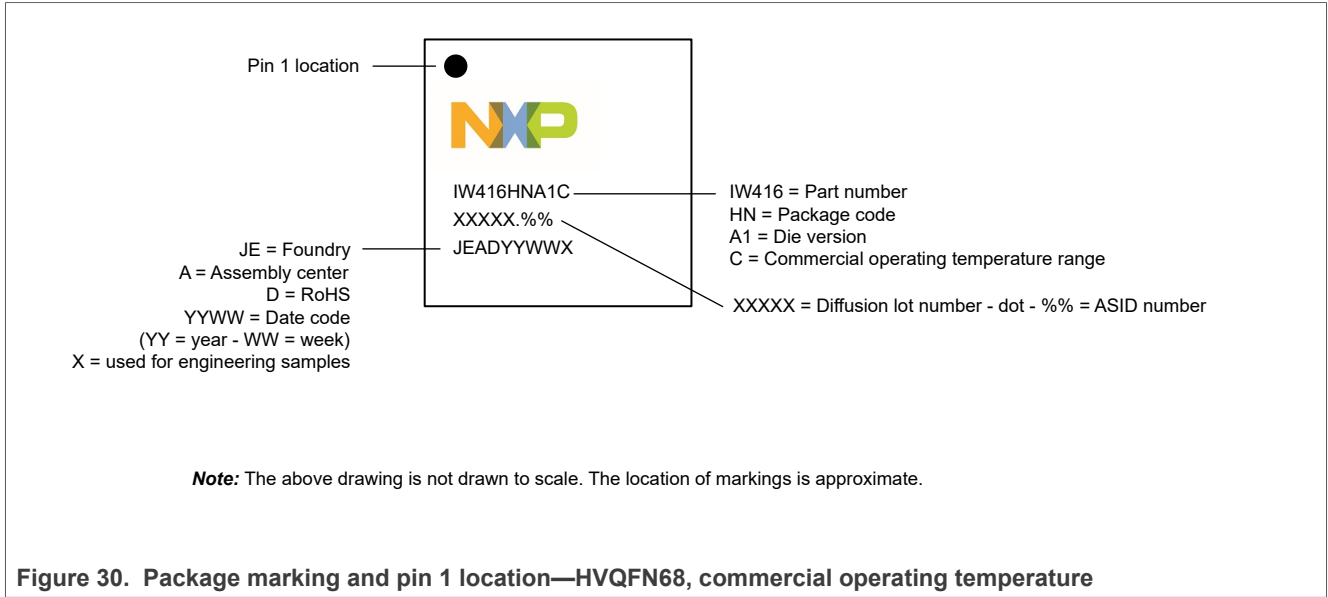 Pin 1 location
NXP
IW416HNA1C
XXXXX.%%
JEADYYWWX
IW416 = Part number
HN = Package code
A1 = Die version
C = Commercial operating temperature range
XXXXX = Diffusion lot number - dot - %% = ASID number
JE = Foundry
A = Assembly center
D = RoHS
YYWW = Date code
(YY = year - WW = week)
X = used for engineering samples
Note: The above drawing is not drawn to scale. The location of markings is approximate.
Figure 30. Package marking and pin 1 location—HVQFN68, commercial operating temperature